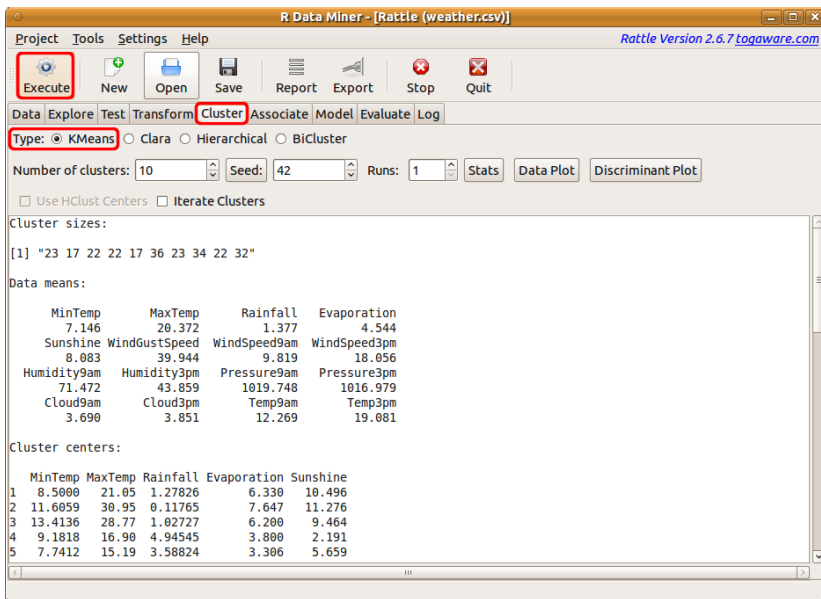 R Data Miner - [Rattle (weather.csv)]
Project Tools Settings Help Rattle Version 2.6.7 togaware.com
Execute New Open Save Report Export Stop Quit
Data Explore Test Transform Cluster Associate Model Evaluate Log
Type: KMeans Clara Hierarchical BiCluster
Number of clusters: 10 Seed: 42 Runs: 1 Stats Data Plot Discriminant Plot
Use HClust Centers Iterate Clusters
Cluster sizes:
[1] "23 17 22 22 17 36 23 34 22 32"
Data means:
MinTemp MaxTemp Rainfall Evaporation
7.146 20.372 1.377 4.544
Sunshine WindGustSpeed WindSpeed9am WindSpeed3pm
8.083 39.944 9.819 18.056
Humidity9am Humidity3pm Pressure9am Pressure3pm
71.472 43.859 1019.748 1016.979
Cloud9am Cloud3pm Temp9am Temp3pm
3.690 3.851 12.269 19.081
Cluster centers:
MinTemp MaxTemp Rainfall Evaporation Sunshine
1 8.5000 21.05 1.27826 6.330 10.496
2 11.6059 30.95 0.11765 7.647 11.276
3 13.4136 28.77 1.02727 6.200 9.464
4 9.1818 16.90 4.94545 3.800 2.191
5 7.7412 15.19 3.58824 3.306 5.659